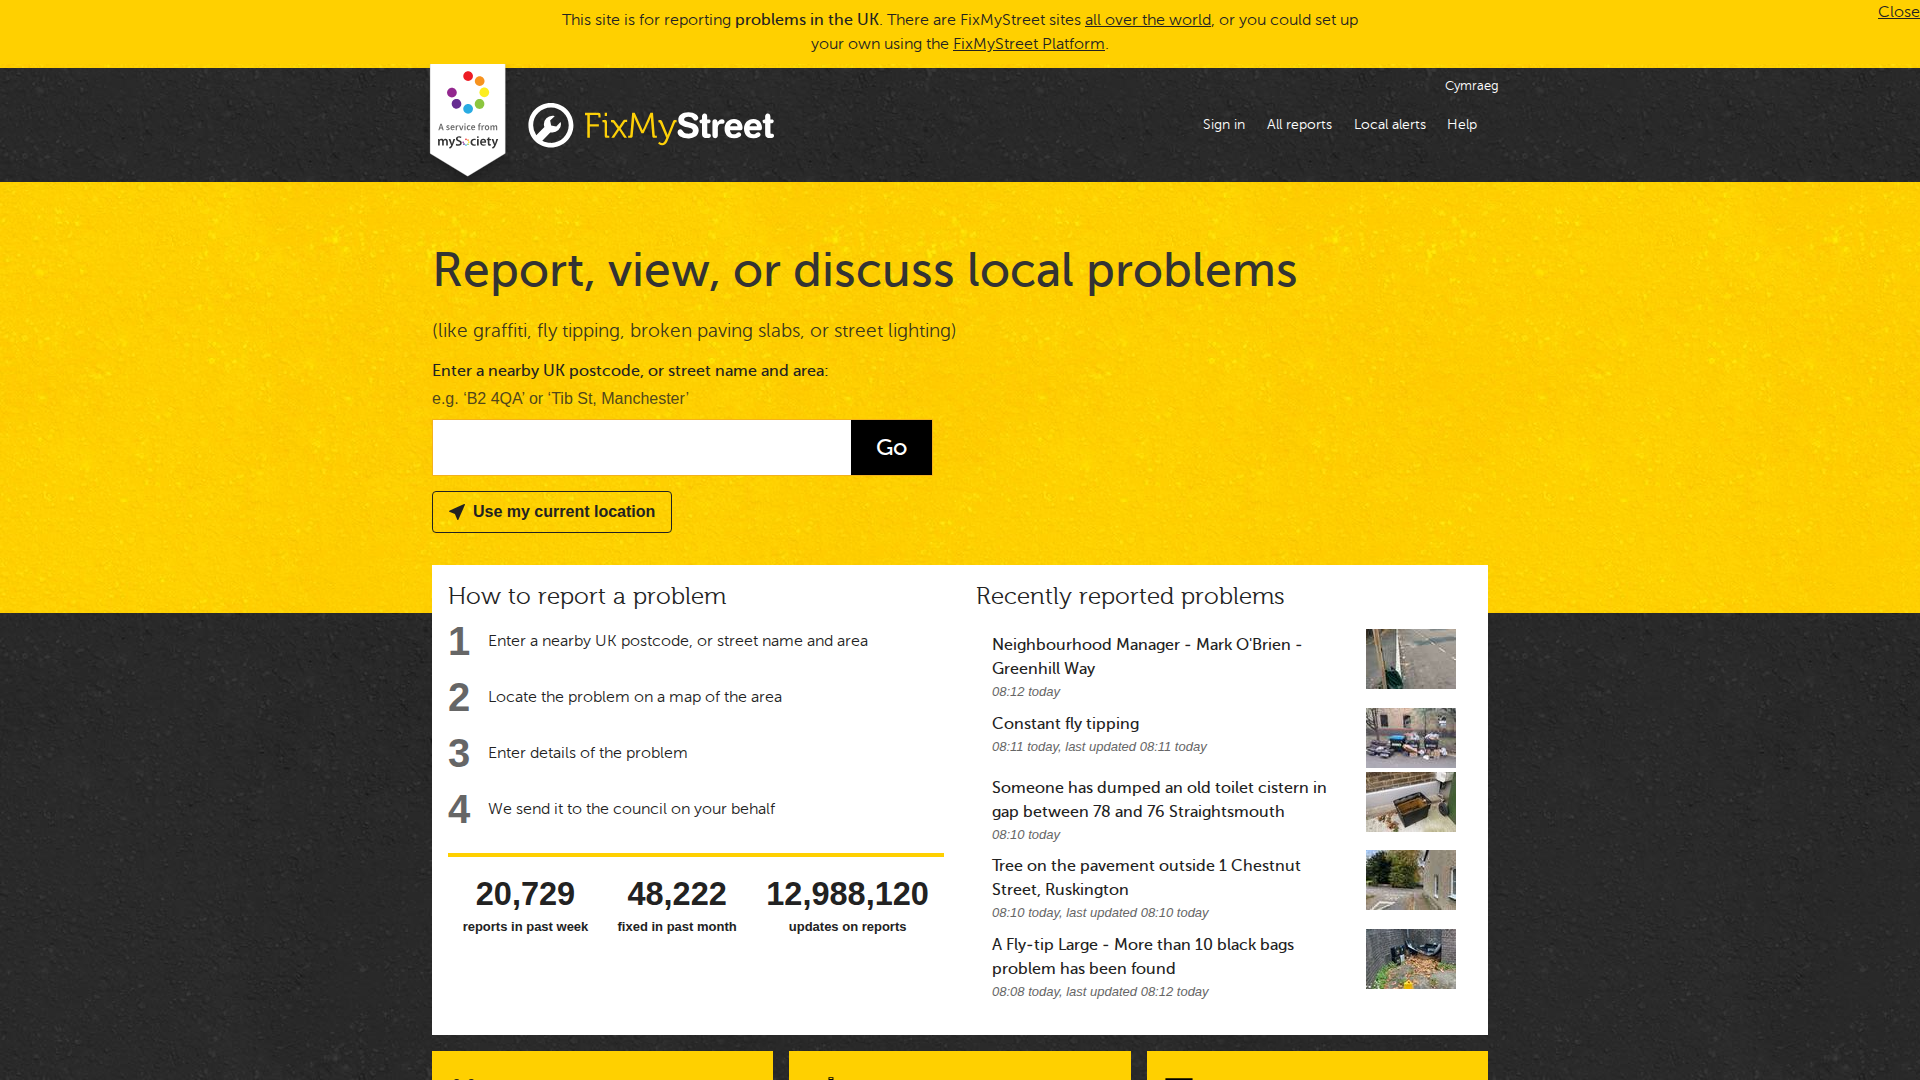 This site is for reporting problems in the UK. There are FixMyStreet sites all over the world, or you could set up
your own using the FixMyStreet Platform.
Close
Cymraeg
A service from
mySociety
FixMyStreet
Sign in
All reports
Local alerts
Help
Report, view, or discuss local problems
(like graffiti, fly tipping, broken paving slabs, or street lighting)
Enter a nearby UK postcode, or street name and area:
e.g. ‘B2 4QA’ or ‘Tib St, Manchester’
Go
Use my current location
How to report a problem
1 Enter a nearby UK postcode, or street name and area
2 Locate the problem on a map of the area
3 Enter details of the problem
4 We send it to the council on your behalf
20,729
reports in past week
48,222
fixed in past month
12,988,120
updates on reports
Recently reported problems
Neighbourhood Manager - Mark O'Brien -
Greenhill Way
08:12 today
Constant fly tipping
08:11 today, last updated 08:11 today
Someone has dumped an old toilet cistern in
gap between 78 and 76 Straightsmouth
08:10 today
Tree on the pavement outside 1 Chestnut
Street, Ruskington
08:10 today, last updated 08:10 today
A Fly-tip Large - More than 10 black bags
problem has been found
08:08 today, last updated 08:12 today